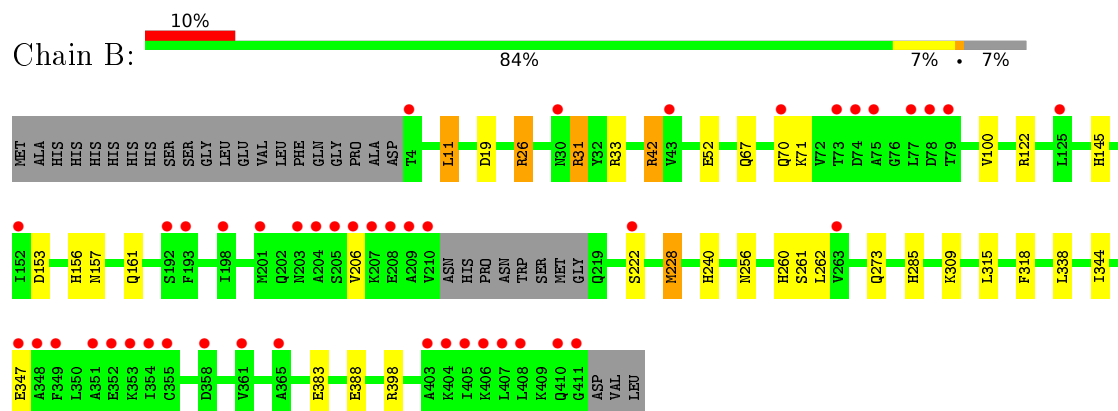 10%
Chain B:
84% 7% • 7%
MET ALA HIS HIS HIS HIS HIS HIS SER SER GLY LEU GLU VAL LEU PHE GLN GLY PRO ALA ASP T4 L11 D19 R26 N30 R31 Y32 R33 R42 V43 E52 Q67 Q70 K71 V72 T73 D74 A75 G76 L77 D78 T79 V100 R122 L125 H145
I152 D153 H156 N157 Q161 S192 F193 I198 M201 Q202 N203 A204 S205 V206 K207 E208 A209 V210 ASN HIS PRO ASN TRP SER MET GLY Q219 S222 M228 H240 N256 H260 S261 L262 V263 Q273 H285 K309 L315 F318 L338 I344
E347 A348 F349 L350 A351 E352 K353 I354 C355 D358 V361 A365 E383 E388 R398 A403 K404 I405 K406 L407 L408 K409 Q410 G411 ASP VAL LEU